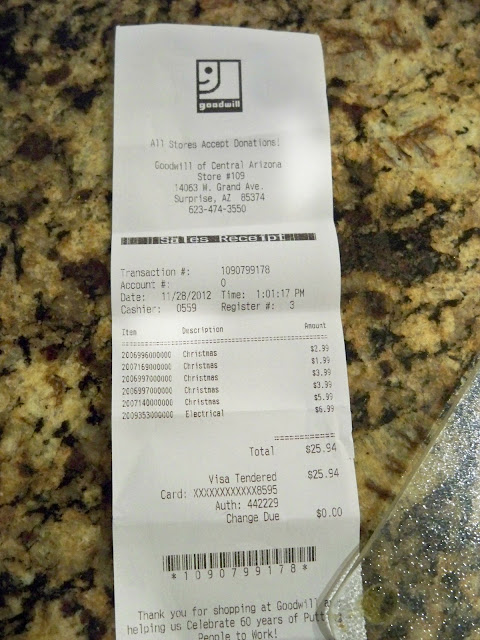 goodwill
All Stores Accept Donations!
Goodwill of Central Arizona
Store #109
14063 W. Grand Ave.
Surprise, AZ 85374
623-474-3550
Sales Receipt
Transaction #: 1090799178
Account #: 0
Date: 11/28/2012 Time: 1:01:17 PM
Cashier: 0559 Register #: 3
Item Description Amount
2006996000000 Christmas $2.99
2007169000000 Christmas $1.99
2006997000000 Christmas $3.99
2006997000000 Christmas $3.99
2007140000000 Christmas $5.99
2009353000000 Electrical $6.99
Total $25.94
Visa Tendered $25.94
Card: XXXXXXXXXXXX8595
Auth: 442229
Change Due $0.00
*1090799178*
Thank you for shopping at Goodwill
helping us Celebrate 60 years of
People to Work!